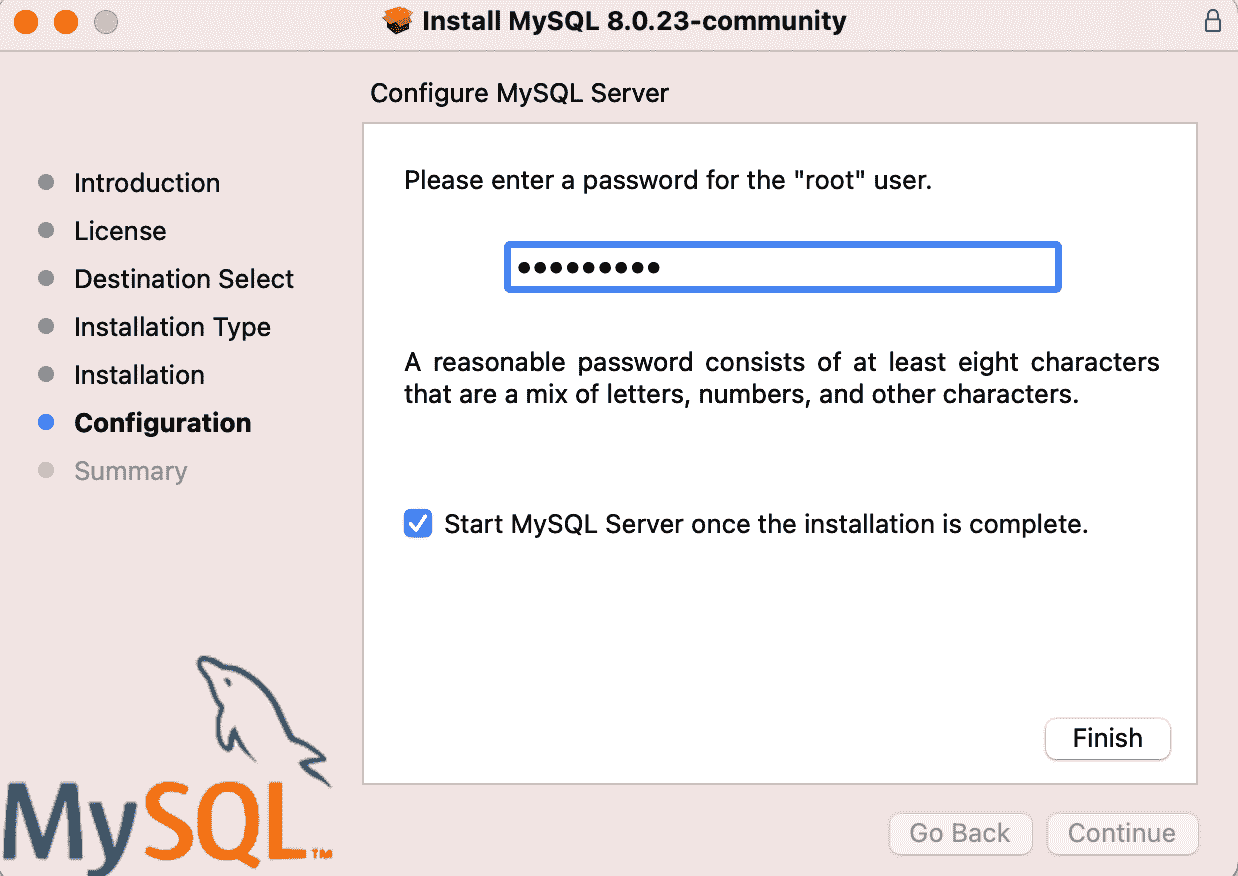 Install MySQL 8.0.23-community
Configure MySQL Server
Introduction
License
Destination Select
Installation Type
Installation
Configuration
Summary
Please enter a password for the "root" user.
•••••••••
A reasonable password consists of at least eight characters
that are a mix of letters, numbers, and other characters.
Start MySQL Server once the installation is complete.
Finish
MySQL™
Go Back
Continue